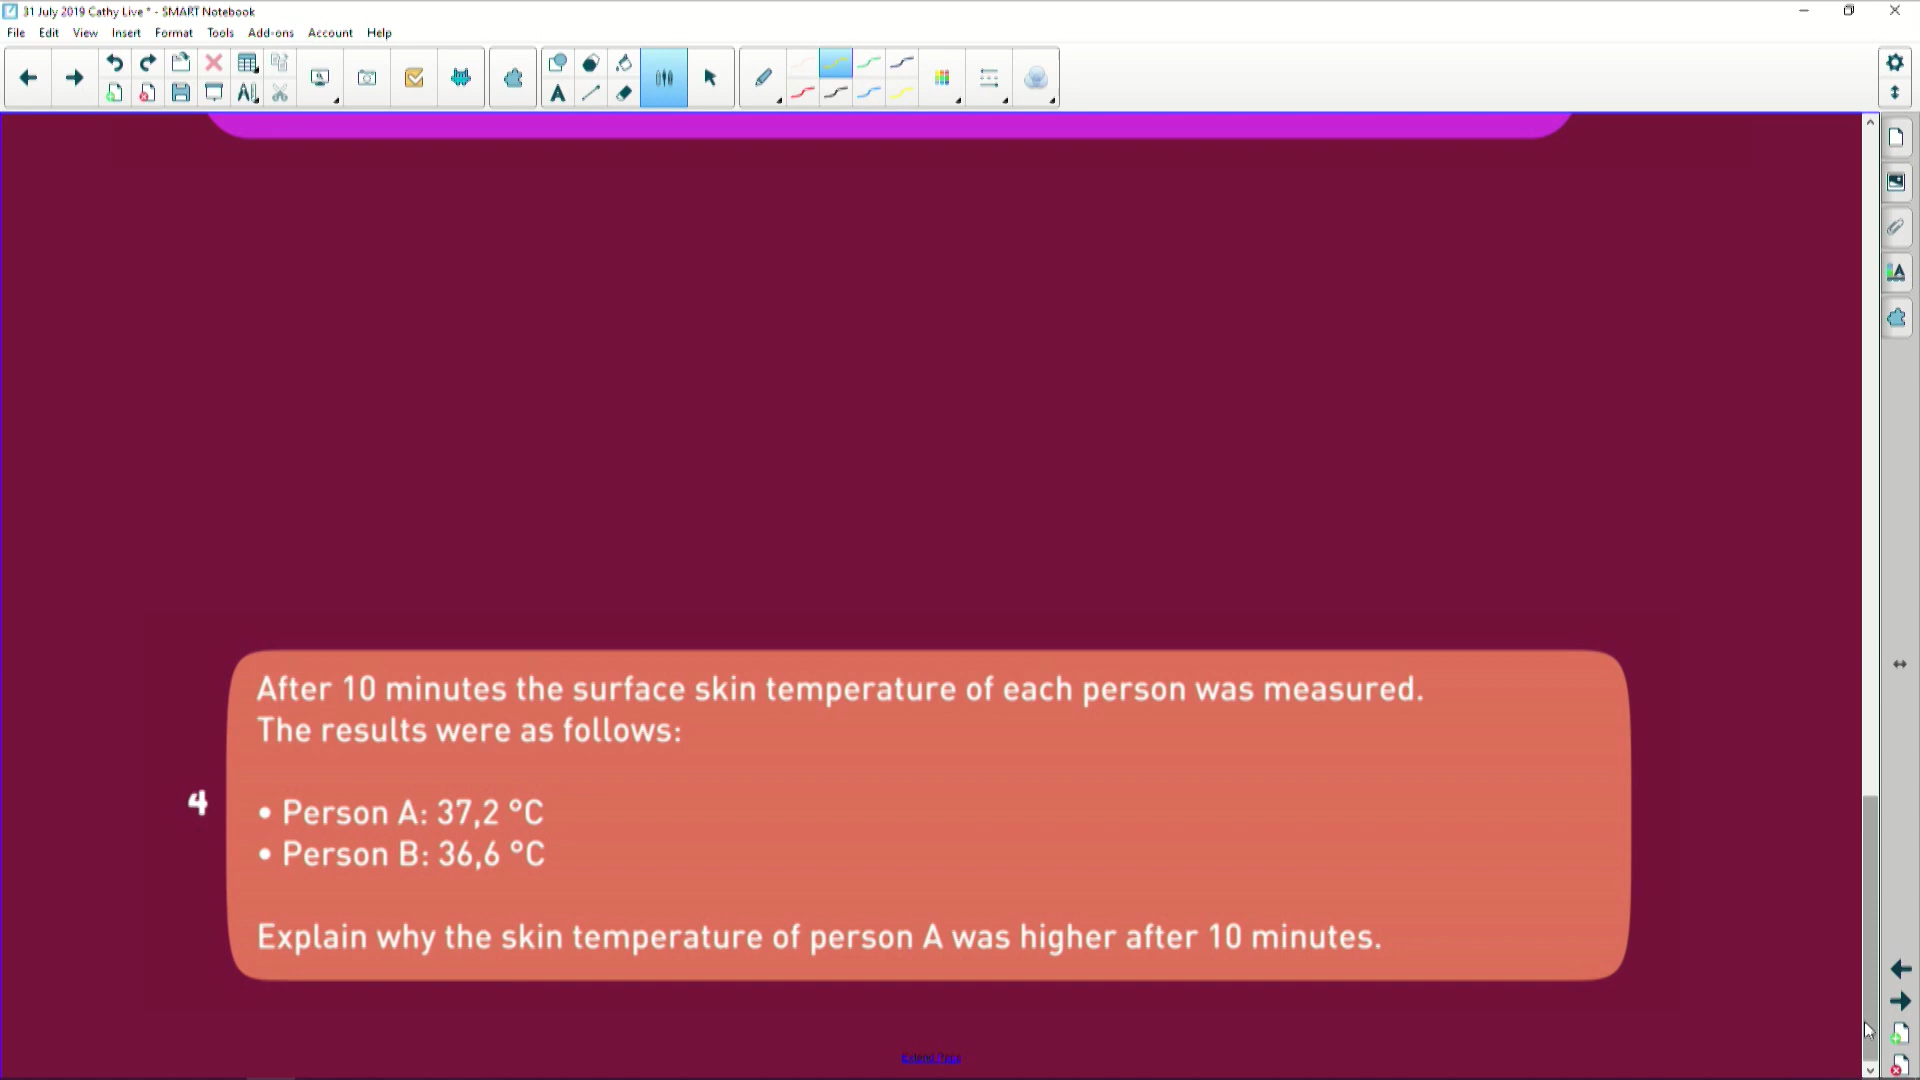 31 July 2019 Cathy Live * - SMART Notebook
File Edit View Insert Format Tools Add-ons Account Help
After 10 minutes the surface skin temperature of each person was measured.
The results were as follows:
4
• Person A: 37,2 °C
• Person B: 36,6 °C
Explain why the skin temperature of person A was higher after 10 minutes.
Extend Page